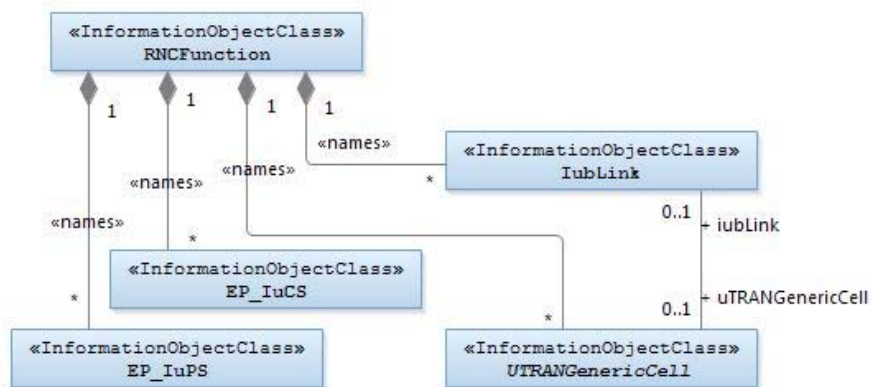 «InformationObjectClass»
RNCFunction
1
1
1
1
«names»
«InformationObjectClass»
IubLink
«names»
«names»
*
0..1
+ iubLink
«names»
*
«InformationObjectClass»
EP_IuCS
*
+ uTRANGenericCell
0..1
*
«InformationObjectClass»
EP_IuPS
«InformationObjectClass»
UTRANGenericCell